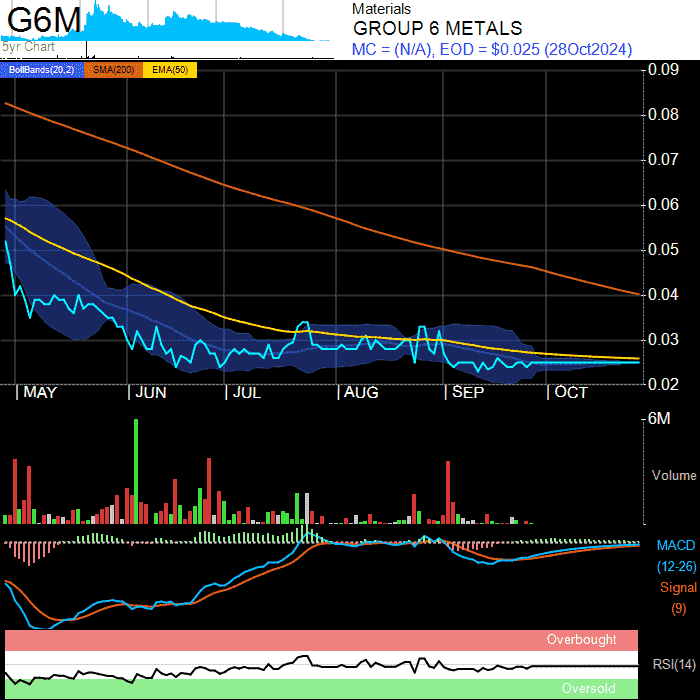 G6M
5yr Chart
Materials
GROUP 6 METALS
MC = (N/A), EOD = $0.025 (28Oct2024)
BollBands(20,2) SMA(200) EMA(50)
0.09
0.08
0.07
0.06
0.05
0.04
0.03
0.02
MAY JUN JUL AUG SEP OCT
6M
Volume
MACD
(12-26)
Signal
(9)
Overbought
RSI(14)
Oversold